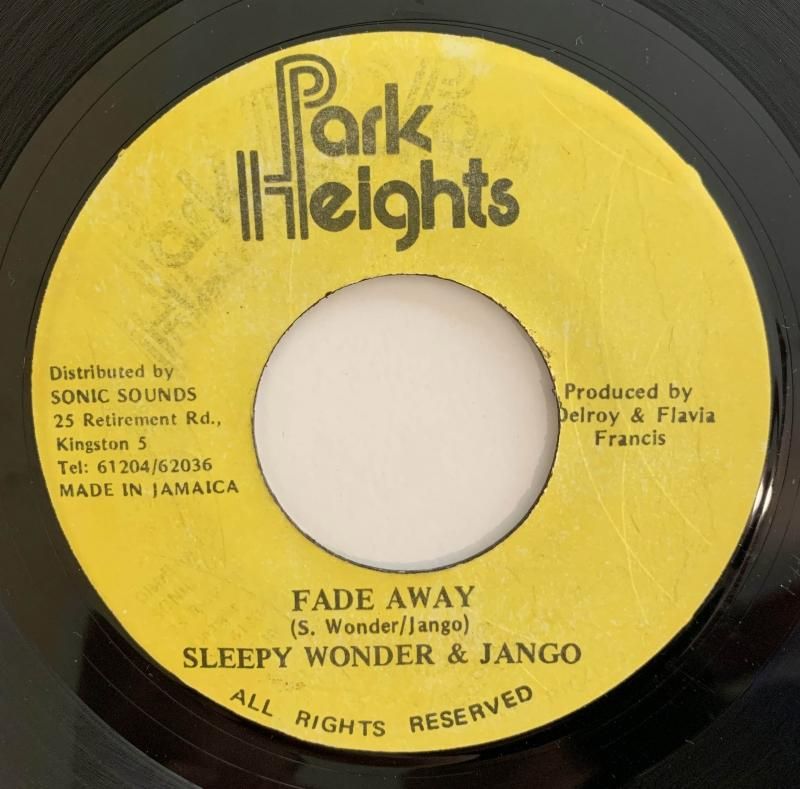 Park
Heights
Distributed by
SONIC SOUNDS
25 Retirement Rd.,
Kingston 5
Tel: 61204/62036
MADE IN JAMAICA
Produced by
Delroy & Flavia
Francis
FADE AWAY
(S. Wonder/Jango)
SLEEPY WONDER & JANGO
ALL RIGHTS RESERVED